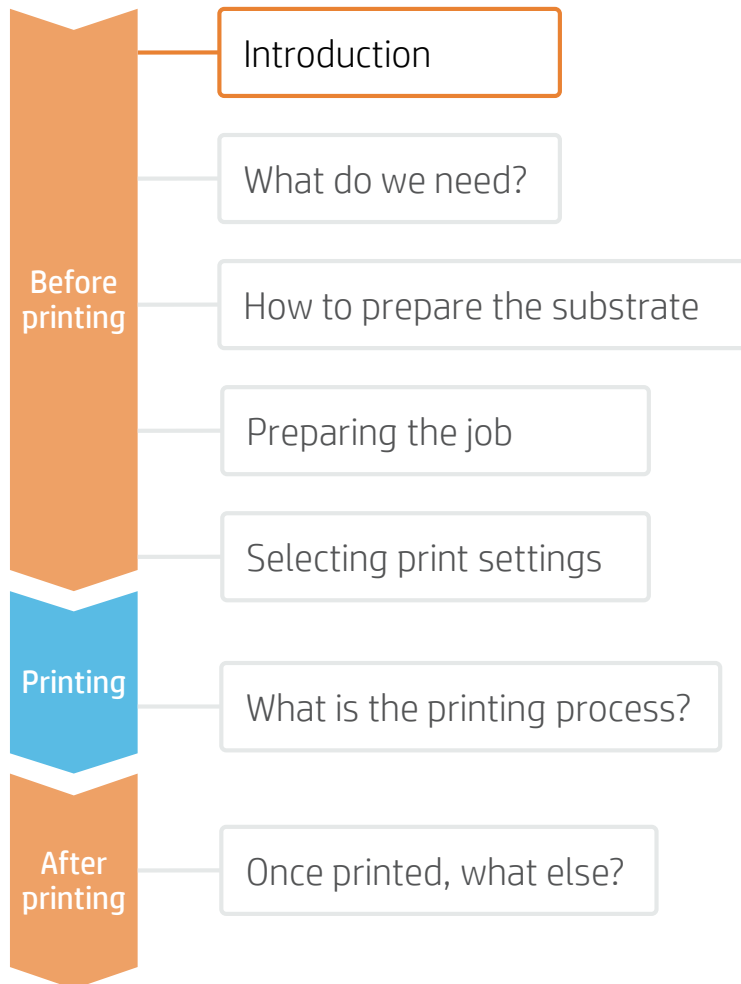 Introduction
What do we need?
Before
printing
How to prepare the substrate
Preparing the job
Selecting print settings
Printing
What is the printing process?
After
printing
Once printed, what else?